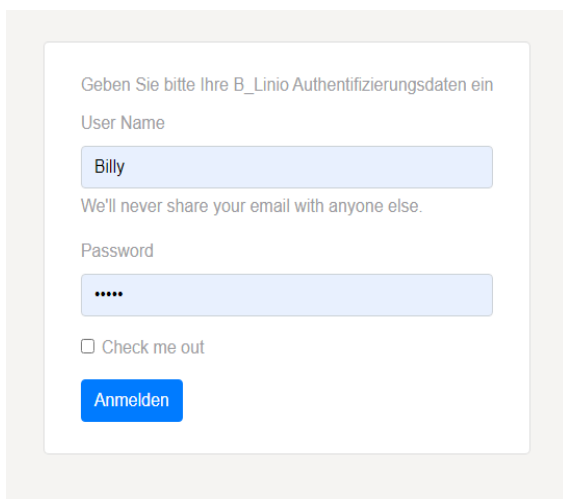 Geben Sie bitte Ihre B_Linio Authentifizierungsdaten ein
User Name
Billy
We'll never share your email with anyone else.
Password
•••••
Check me out
Anmelden